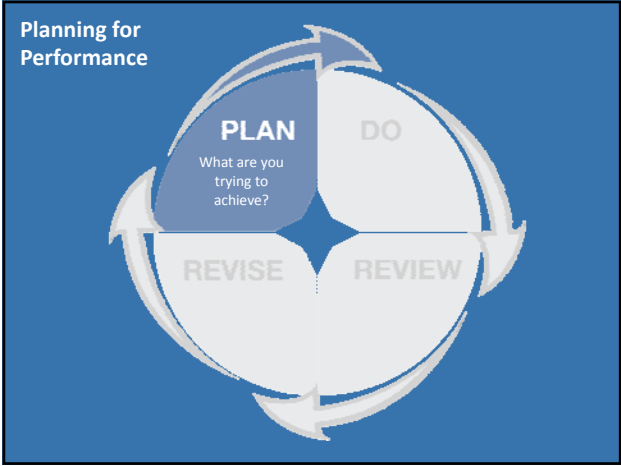 Planning for
Performance
PLAN
DO
What are you
trying to
achieve?
REVISE
REVIEW